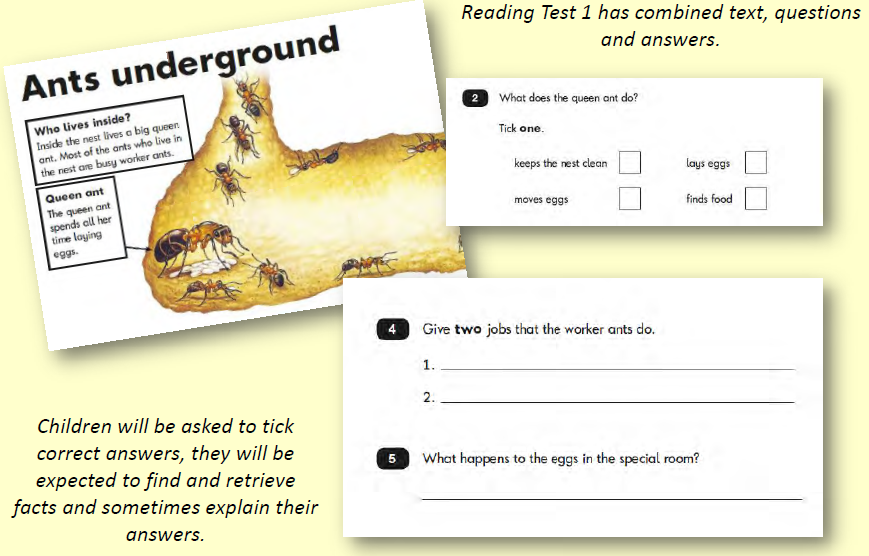 Reading Test 1 has combined text, questions
and answers.
Ants underground
Who lives inside?
Inside the nest lives a big queen
ant. Most of the ants who live in
the nest are busy worker ants.
Queen ant
The queen ant
spends all her
time laying
eggs.
2 What does the queen ant do?
Tick one.
keeps the nest clean lays eggs
moves eggs finds food
4 Give two jobs that the worker ants do.
1.
2.
5 What happens to the eggs in the special room?
Children will be asked to tick
correct answers, they will be
expected to find and retrieve
facts and sometimes explain their
answers.